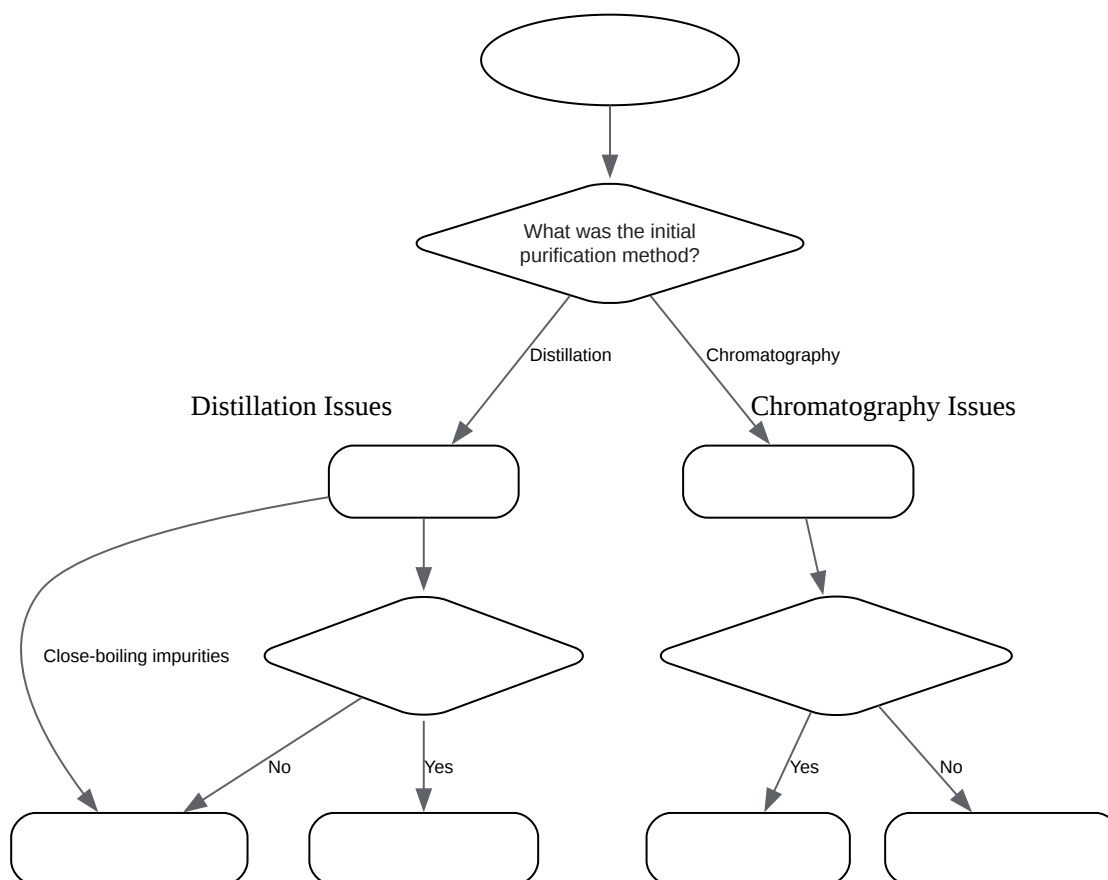 What was the initial
purification method?
Distillation
Chromatography
Distillation Issues
Chromatography Issues
Close-boiling impurities
No
Yes
Yes
No